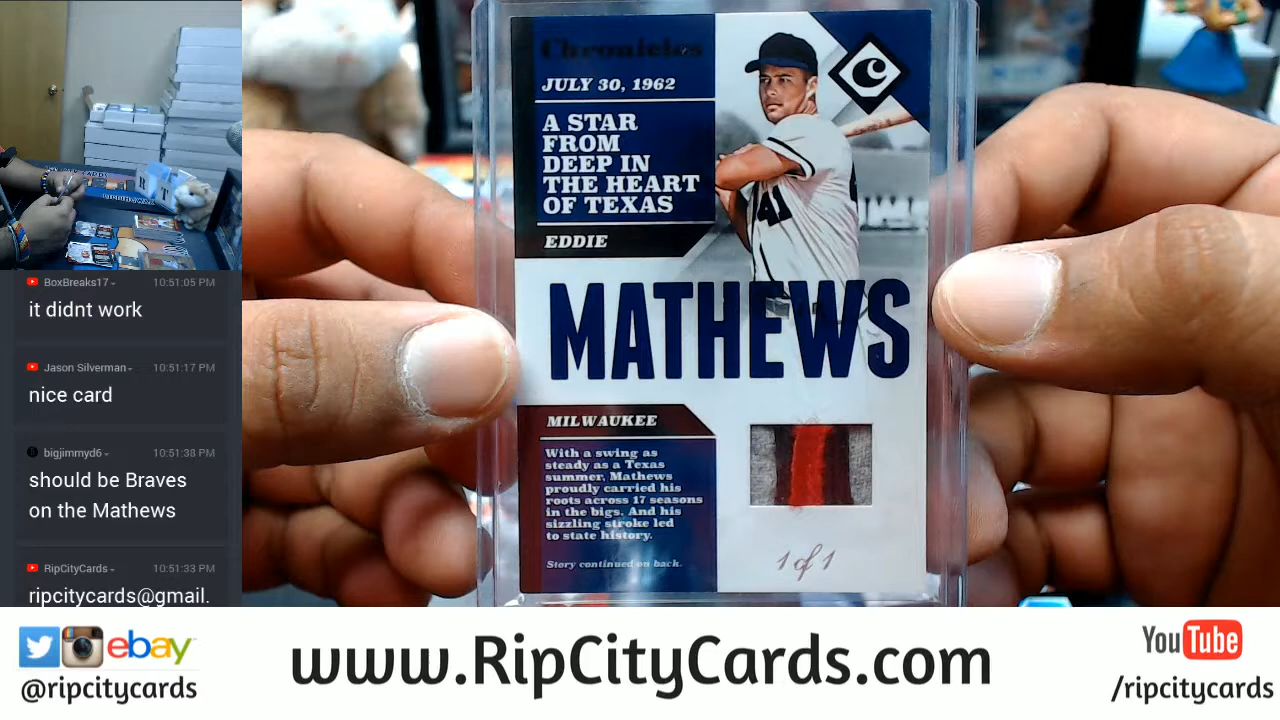 Chronicles
JULY 30, 1962
A STAR
FROM
DEEP IN
THE HEART
OF TEXAS
EDDIE
C
41
MATHEWS
MILWAUKEE
With a swing as
steady as a Texas
summer, Mathews
proudly carried his
roots across 17 seasons
in the bigs. And his
sizzling stroke led
to state history.
Story continued on back.
1 of 1
BoxBreaks17 10:51:05 PM
it didnt work
Jason Silverman 10:51:17 PM
nice card
bigjimmyd6 10:51:38 PM
should be Braves
on the Mathews
RipCityCards 10:51:33 PM
ripcitycards@gmail.
ebay
@ripcitycards
www.RipCityCards.com
YouTube
/ripcitycards